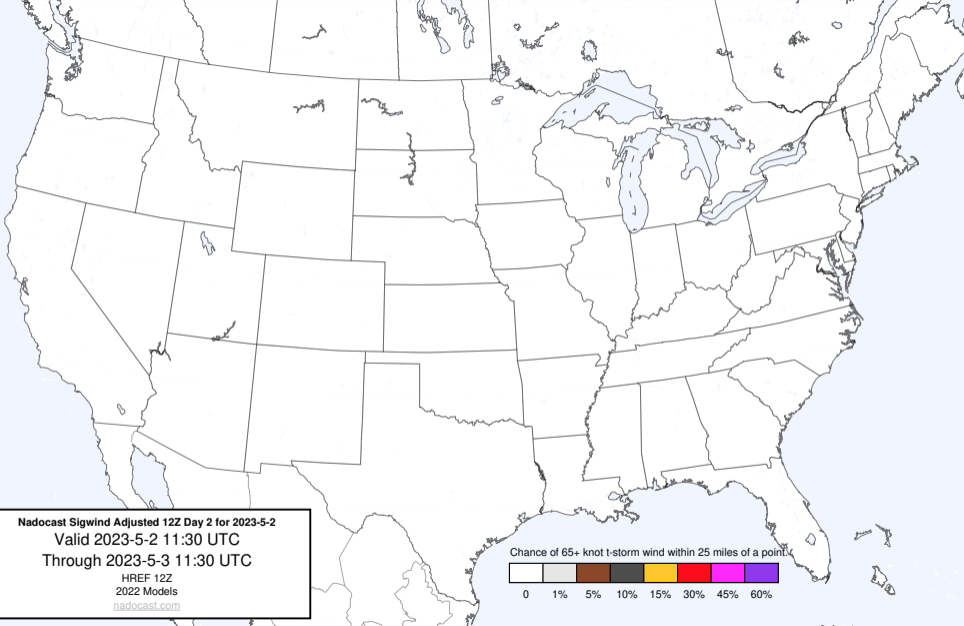 Nadocast Sigwind Adjusted 12Z Day 2 for 2023-5-2
Valid 2023-5-2 11:30 UTC
Through 2023-5-3 11:30 UTC
HREF 12Z
2022 Models
nadocast.com
Chance of 65+ knot t-storm wind within 25 miles of a point.
0 1% 5% 10% 15% 30% 45% 60%